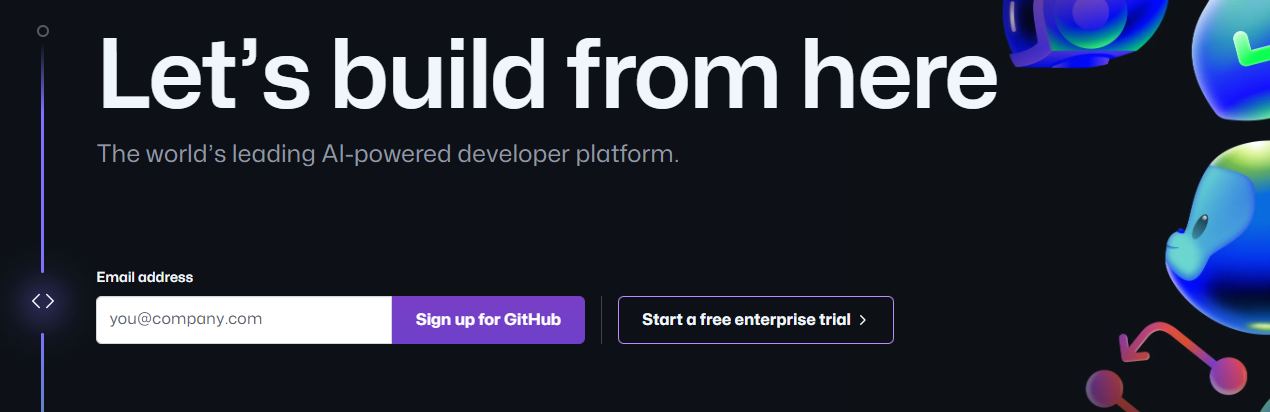 Let’s build from here
The world’s leading AI-powered developer platform.
Email address
you@company.com
Sign up for GitHub
Start a free enterprise trial